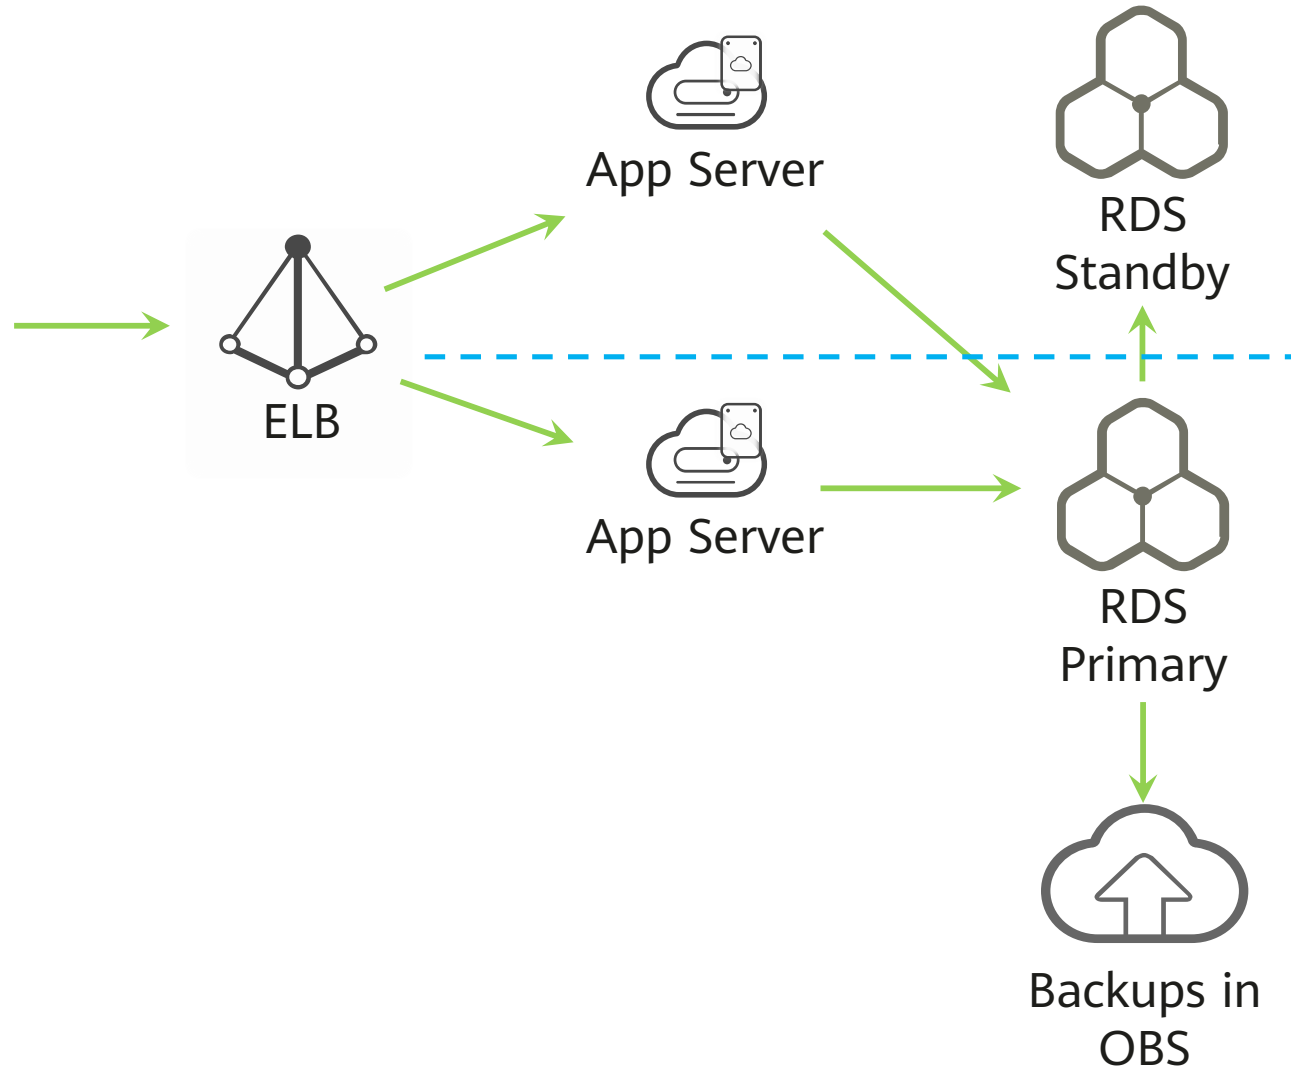 App Server
RDS
Standby
ELB
App Server
RDS
Primary
Backups in
OBS